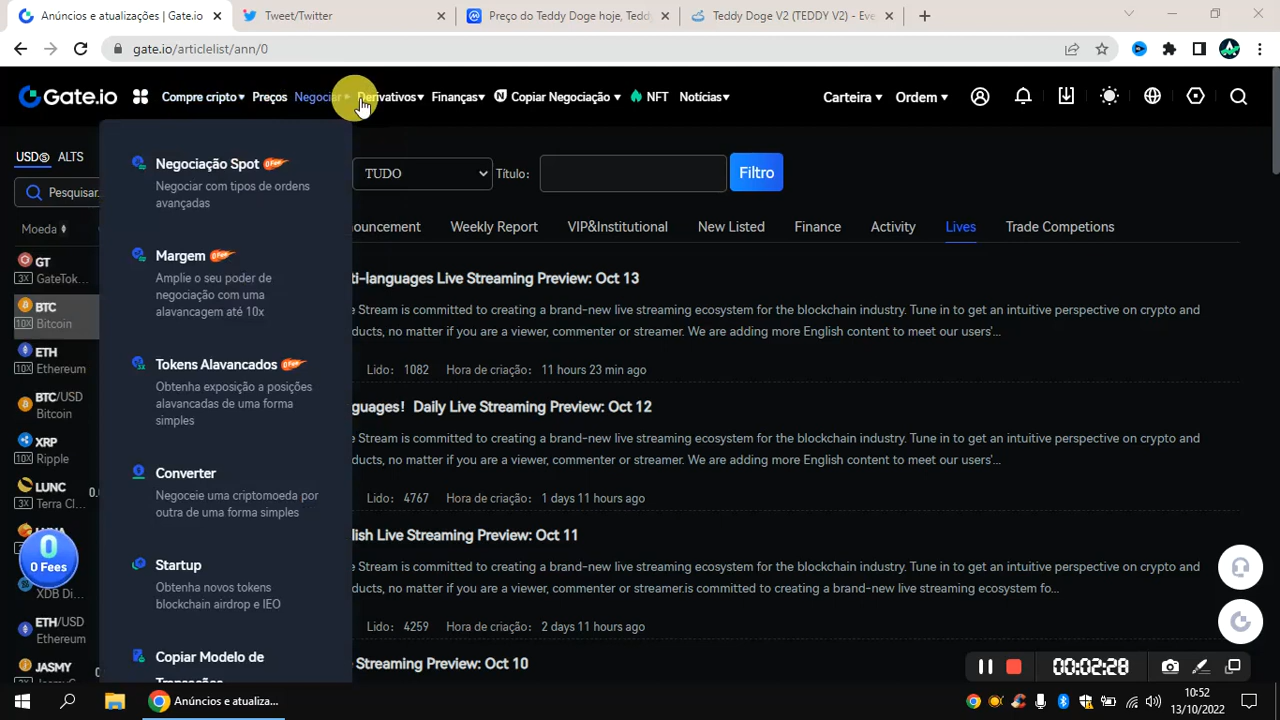 Anúncios e atualizações | Gate.io
Tweet/Twitter
Preço do Teddy Doge hoje, Tedd
Teddy Doge V2 (TEDDY V2) - Eve
gate.io/articlelist/ann/0
Gate.io
Compre cripto
Preços
Negociar
Derivativos
Finanças
Copiar Negociação
NFT
Notícias
Carteira
Ordem
USDⓈ ALTS
Pesquisar
Moeda
GT
3X GateTok...
BTC
10X Bitcoin
ETH
10X Ethereum
BTC/USD
Bitcoin
XRP
10X Ripple
LUNC
3X Terra Cl...
0.
0
0 Fees
XDB Di...
ETH/USD
Ethereum
JASMY
Negociação Spot 0 Fee
Negociar com tipos de ordens
avançadas
Margem 0 Fee
Amplie o seu poder de
negociação com uma
alavancagem até 10x
Tokens Alavancados 0 Fee
Obtenha exposição a posições
alavancadas de uma forma
simples
Converter
Negoceie uma criptomoeda por
outra de uma forma simples
Startup
Obtenha novos tokens
blockchain airdrop e IEO
Copiar Modelo de
Transações
TUDO
Título:
Filtro
ouncement
Weekly Report
VIP&Institutional
New Listed
Finance
Activity
Lives
Trade Competions
ti-languages Live Streaming Preview: Oct 13
e Stream is committed to creating a brand-new live streaming ecosystem for the blockchain industry. Tune in to get an intuitive perspective on crypto and
ducts, no matter if you are a viewer, commenter or streamer. We are adding more English content to meet our users'...
Lido: 1082 Hora de criação: 11 hours 23 min ago
guages! Daily Live Streaming Preview: Oct 12
e Stream is committed to creating a brand-new live streaming ecosystem for the blockchain industry. Tune in to get an intuitive perspective on crypto and
ducts, no matter if you are a viewer, commenter or streamer. We are adding more English content to meet our users'...
Lido: 4767 Hora de criação: 1 days 11 hours ago
lish Live Streaming Preview: Oct 11
e Stream is committed to creating a brand-new live streaming ecosystem for the blockchain industry. Tune in to get an intuitive perspective on crypto and
ducts, no matter if you are a viewer, commenter or streamer.is committed to creating a brand-new live streaming ecosystem fo...
Lido: 4259 Hora de criação: 2 days 11 hours ago
e Streaming Preview: Oct 10
00:02:28
Anúncios e atualiza...
10:52
13/10/2022